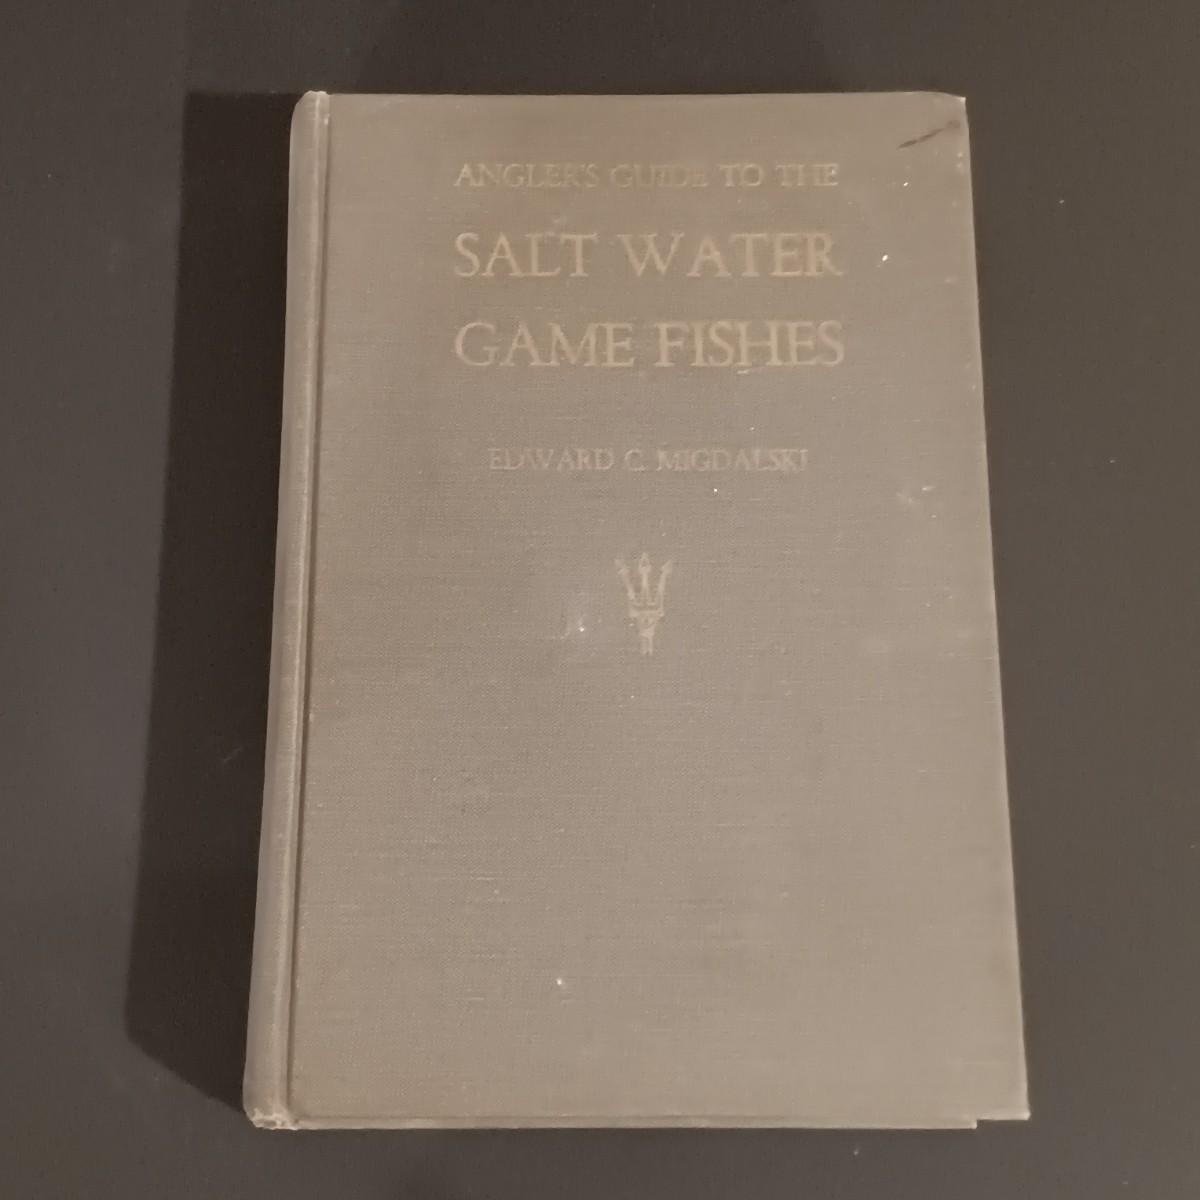 ANGLER'S GUIDE TO THE
SALT WATER
GAME FISHES
EDWARD C. MIGDALSKI